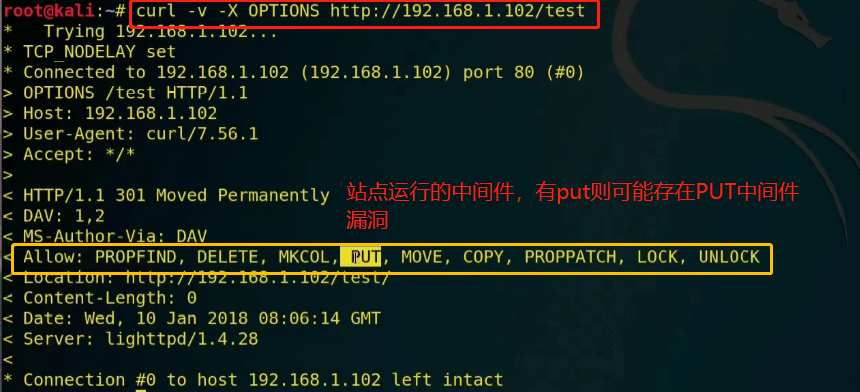 root@kali:~# curl -v -X OPTIONS http://192.168.1.102/test
*   Trying 192.168.1.102...
* TCP_NODELAY set
* Connected to 192.168.1.102 (192.168.1.102) port 80 (#0)
> OPTIONS /test HTTP/1.1
> Host: 192.168.1.102
> User-Agent: curl/7.56.1
> Accept: */*
>
< HTTP/1.1 301 Moved Permanently
站点运行的中间件，有put则可能存在PUT中间件
漏洞
< DAV: 1,2
< MS-Author-Via: DAV
< Allow: PROPFIND, DELETE, MKCOL, PUT, MOVE, COPY, PROPPATCH, LOCK, UNLOCK
< Location: http://192.168.1.102/test/
< Content-Length: 0
< Date: Wed, 10 Jan 2018 08:06:14 GMT
< Server: lighttpd/1.4.28
<
* Connection #0 to host 192.168.1.102 left intact